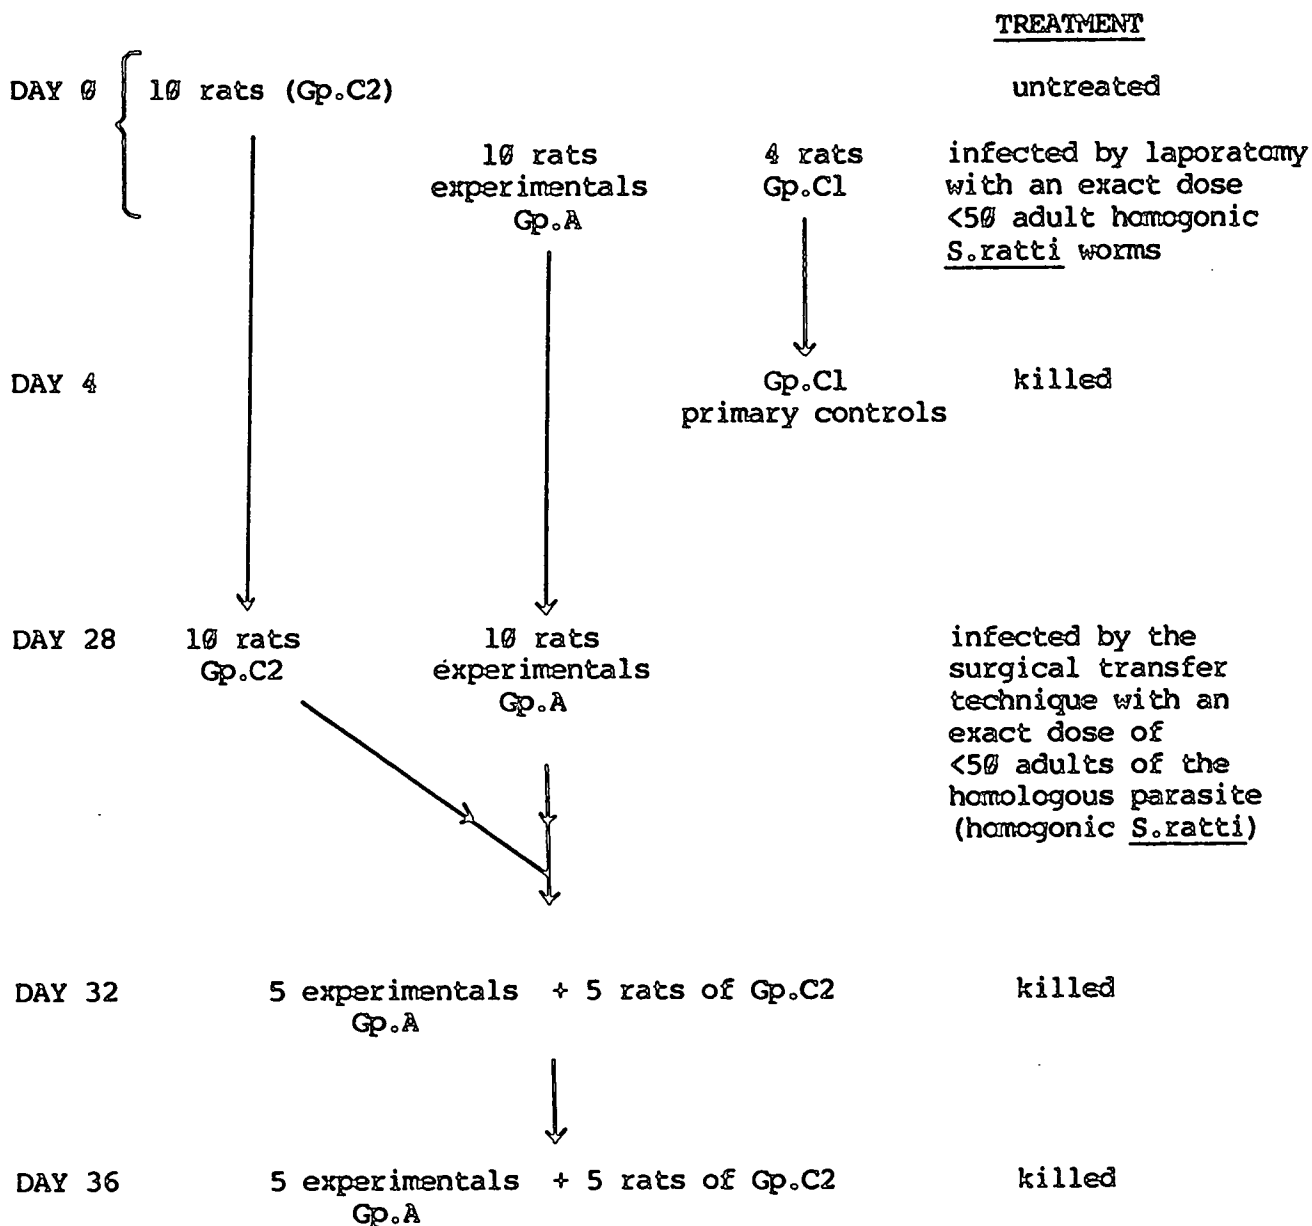 TREATMENT
DAY 0 10 rats (Gp.C2) untreated
10 rats 4 rats infected by laporatomy
experimentals Gp.C1 with an exact dose
Gp.A <50 adult homogonic
S.ratti worms
DAY 4 Gp.C1 killed
primary controls
DAY 28 10 rats 10 rats infected by the
Gp.C2 experimentals surgical transfer
Gp.A technique with an
exact dose of
<50 adults of the
homologous parasite
(homogonic S.ratti)
DAY 32 5 experimentals + 5 rats of Gp.C2 killed
Gp.A
DAY 36 5 experimentals + 5 rats of Gp.C2 killed
Gp.A